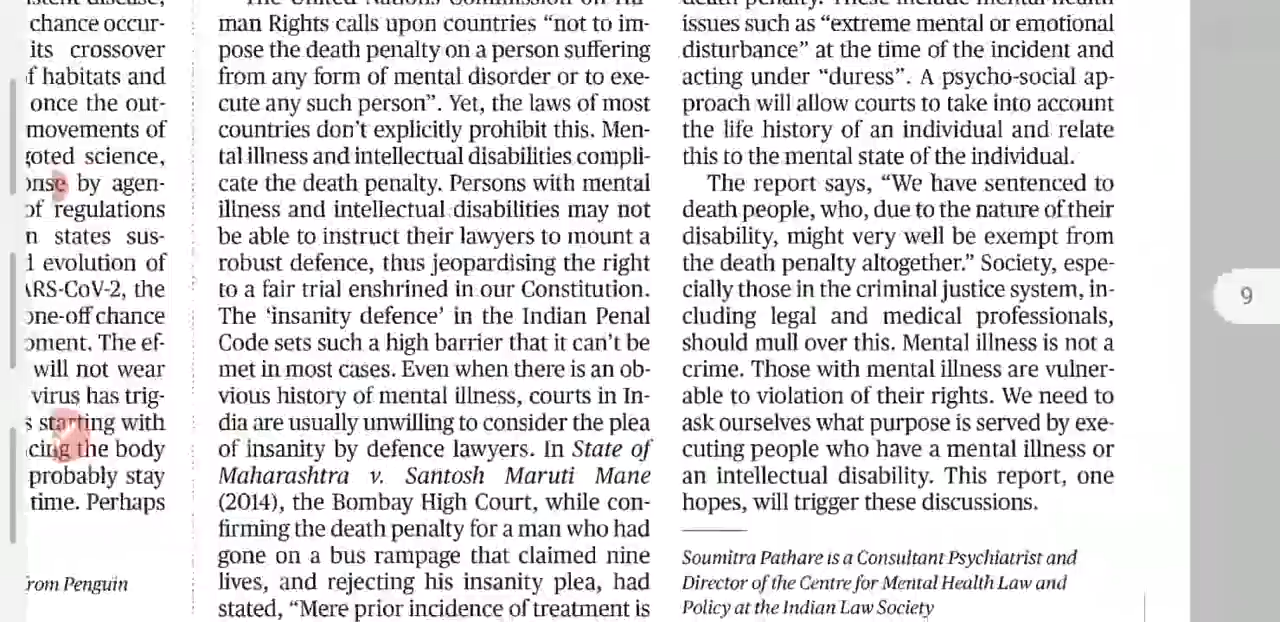 chance occur-
its crossover
f habitats and
once the out-
movements of
goted science,
by agen-
of regulations
states sus-
evolution of
RS-CoV-2, the
one-off chance
oment. The ef-
will not wear
virus has trig-
s starting with
cing the body
probably stay
time. Perhaps
from Penguin
man Rights calls upon countries “not to im-
pose the death penalty on a person suffering
from any form of mental disorder or to exe-
cute any such person”. Yet, the laws of most
countries don’t explicitly prohibit this. Men-
tal illness and intellectual disabilities compli-
cate the death penalty. Persons with mental
illness and intellectual disabilities may not
be able to instruct their lawyers to mount a
robust defence, thus jeopardising the right
to a fair trial enshrined in our Constitution.
The ‘insanity defence’ in the Indian Penal
Code sets such a high barrier that it can’t be
met in most cases. Even when there is an ob-
vious history of mental illness, courts in In-
dia are usually unwilling to consider the plea
of insanity by defence lawyers. In State of
Maharashtra v. Santosh Maruti Mane
(2014), the Bombay High Court, while con-
firming the death penalty for a man who had
gone on a bus rampage that claimed nine
lives, and rejecting his insanity plea, had
stated, “Mere prior incidence of treatment is
issues such as “extreme mental or emotional
disturbance” at the time of the incident and
acting under “duress”. A psycho-social ap-
proach will allow courts to take into account
the life history of an individual and relate
this to the mental state of the individual.
The report says, “We have sentenced to
death people, who, due to the nature of their
disability, might very well be exempt from
the death penalty altogether.” Society, espe-
cially those in the criminal justice system, in-
cluding legal and medical professionals,
should mull over this. Mental illness is not a
crime. Those with mental illness are vulner-
able to violation of their rights. We need to
ask ourselves what purpose is served by exe-
cuting people who have a mental illness or
an intellectual disability. This report, one
hopes, will trigger these discussions.
Soumitra Pathare is a Consultant Psychiatrist and
Director of the Centre for Mental Health Law and
Policy at the Indian Law Society
9